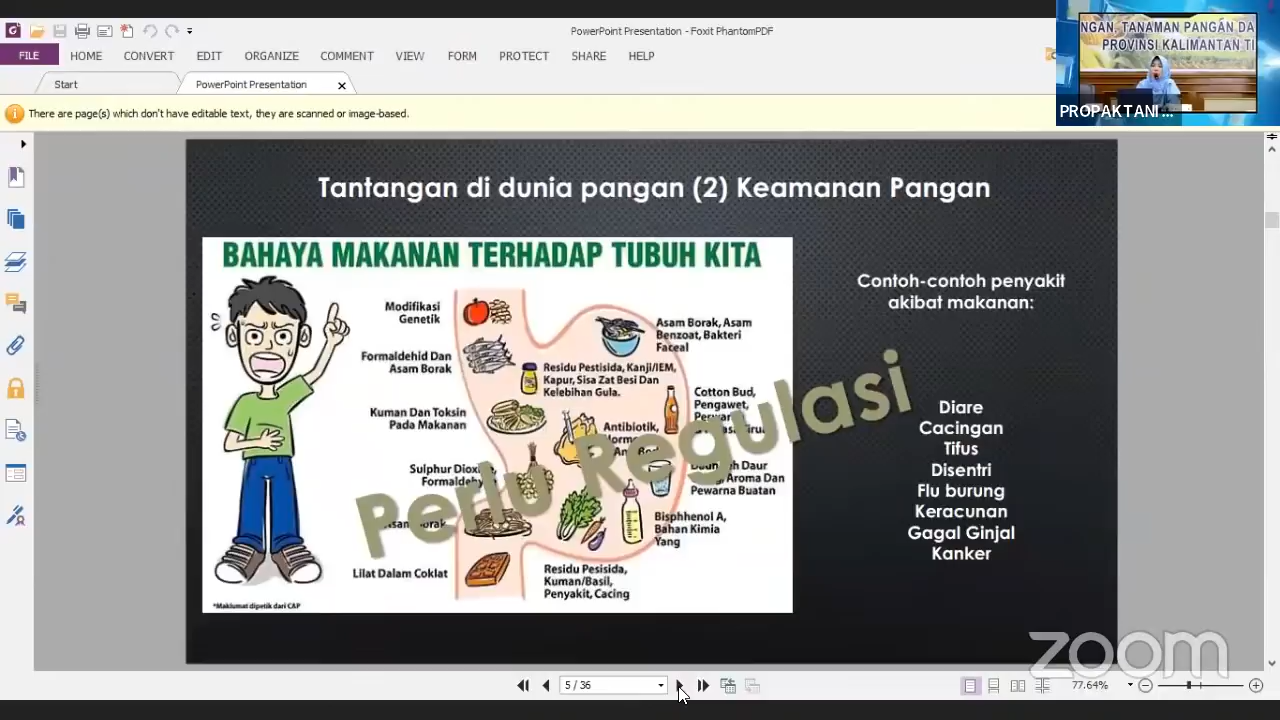 PowerPoint Presentation - Foxit PhantomPDF
FILE HOME CONVERT EDIT ORGANIZE COMMENT VIEW FORM PROTECT SHARE HELP
Start
PowerPoint Presentation
There are page(s) which don't have editable text, they are scanned or image-based.
NGAN, TANAMAN PANGAN DA
PROVINSI KALIMANTAN TI
PROPAKTANI ...
Tantangan di dunia pangan (2) Keamanan Pangan
BAHAYA MAKANAN TERHADAP TUBUH KITA
Modifikasi
Genetik
Formaldehid Dan
Asam Borak
Kuman Dan Toksin
Pada Makanan
Sulphur
Lilat Dalam Coklat
*Maklumat dipetik dari CAP
Asam Borak, Asam
Benzoat, Bakteri
Faceal
Residu Pestisida, Kanji/IEM,
Kapur, Sisa Zat Besi Dan
Kelebihan Gula.
Cotton Bud,
Pengawet,
Antibiotik,
Daur
Aroma Dan
Pewarna Buatan
Bisphhenol A,
Bahan Kimia
Yang
Residu Pesisida,
Kuman/Basil,
Penyakit, Cacing
Perlu Regulasi
Contoh-contoh penyakit
akibat makanan:
Diare
Cacingan
Tifus
Disentri
Flu burung
Keracunan
Gagal Ginjal
Kanker
zoom
5 / 36
77.64%